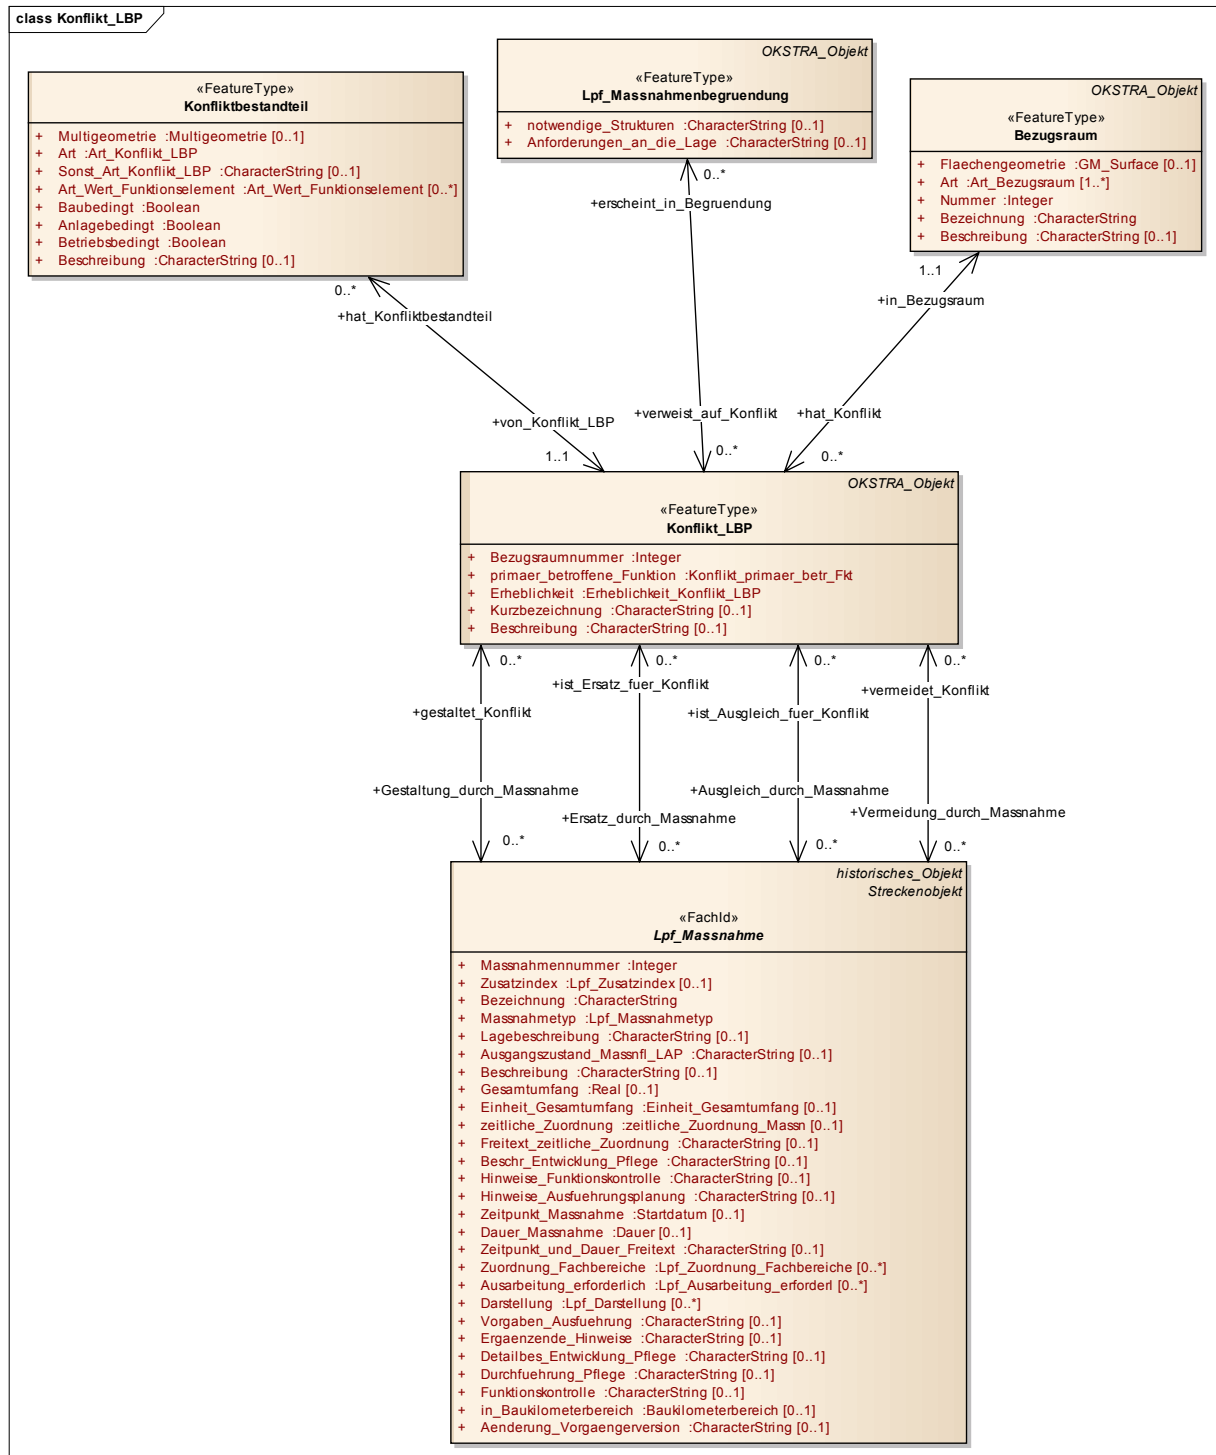 class Konflikt_LBP
«FeatureType»
Konfliktbestandteil
+ Multigeometrie :Multigeometrie [0..1]
+ Art :Art_Konflikt_LBP
+ Sonst_Art_Konflikt_LBP :CharacterString [0..1]
+ Art_Wert_Funktionselement :Art_Wert_Funktionselement [0..*]
+ Baubedingt :Boolean
+ Anlagebedingt :Boolean
+ Betriebsbedingt :Boolean
+ Beschreibung :CharacterString [0..1]
OKSTRA_Objekt
«FeatureType»
Lpf_Massnahmenbegruendung
+ notwendige_Strukturen :CharacterString [0..1]
+ Anforderungen_an_die_Lage :CharacterString [0..1]
OKSTRA_Objekt
«FeatureType»
Bezugsraum
+ Flaechengeometrie :GM_Surface [0..1]
+ Art :Art_Bezugsraum [1..*]
+ Nummer :Integer
+ Bezeichnung :CharacterString
+ Beschreibung :CharacterString [0..1]
0..*
+hat_Konfliktbestandteil
+von_Konflikt_LBP
1..1
0..*
+erscheint_in_Begruendung
+verweist_auf_Konflikt
0..*
1..1
+in_Bezugsraum
+hat_Konflikt
0..*
OKSTRA_Objekt
«FeatureType»
Konflikt_LBP
+ Bezugsraumnummer :Integer
+ primaer_betroffene_Funktion :Konflikt_primaer_betr_Fkt
+ Erheblichkeit :Erheblichkeit_Konflikt_LBP
+ Kurzbezeichnung :CharacterString [0..1]
+ Beschreibung :CharacterString [0..1]
0..*
+gestaltet_Konflikt
+Gestaltung_durch_Massnahme
0..*
0..*
+ist_Ersatz_fuer_Konflikt
+Ersatz_durch_Massnahme
0..*
0..*
+ist_Ausgleich_fuer_Konflikt
+Ausgleich_durch_Massnahme
0..*
0..*
+vermeidet_Konflikt
+Vermeidung_durch_Massnahme
0..*
historisches_Objekt
Streckenobjekt
«FachId»
Lpf_Massnahme
+ Massnahmennummer :Integer
+ Zusatzindex :Lpf_Zusatzindex [0..1]
+ Bezeichnung :CharacterString
+ Massnahmetyp :Lpf_Massnahmetyp
+ Lagebeschreibung :CharacterString [0..1]
+ Ausgangszustand_Massnfl_LAP :CharacterString [0..1]
+ Beschreibung :CharacterString [0..1]
+ Gesamtumfang :Real [0..1]
+ Einheit_Gesamtumfang :Einheit_Gesamtumfang [0..1]
+ zeitliche_Zuordnung :zeitliche_Zuordnung_Massn [0..1]
+ Freitext_zeitliche_Zuordnung :CharacterString [0..1]
+ Beschr_Entwicklung_Pflege :CharacterString [0..1]
+ Hinweise_Funktionskontrolle :CharacterString [0..1]
+ Hinweise_Ausfuehrungsplanung :CharacterString [0..1]
+ Zeitpunkt_Massnahme :Startdatum [0..1]
+ Dauer_Massnahme :Dauer [0..1]
+ Zeitpunkt_und_Dauer_Freitext :CharacterString [0..1]
+ Zuordnung_Fachbereiche :Lpf_Zuordnung_Fachbereiche [0..*]
+ Ausarbeitung_erforderlich :Lpf_Ausarbeitung_erforderl [0..*]
+ Darstellung :Lpf_Darstellung [0..*]
+ Vorgaben_Ausfuehrung :CharacterString [0..1]
+ Ergaenzende_Hinweise :CharacterString [0..1]
+ Detailbes_Entwicklung_Pflege :CharacterString [0..1]
+ Durchfuehrung_Pflege :CharacterString [0..1]
+ Funktionskontrolle :CharacterString [0..1]
+ in_Baukilometerbereich :Baukilometerbereich [0..1]
+ Aenderung_Vorgaengerversion :CharacterString [0..1]